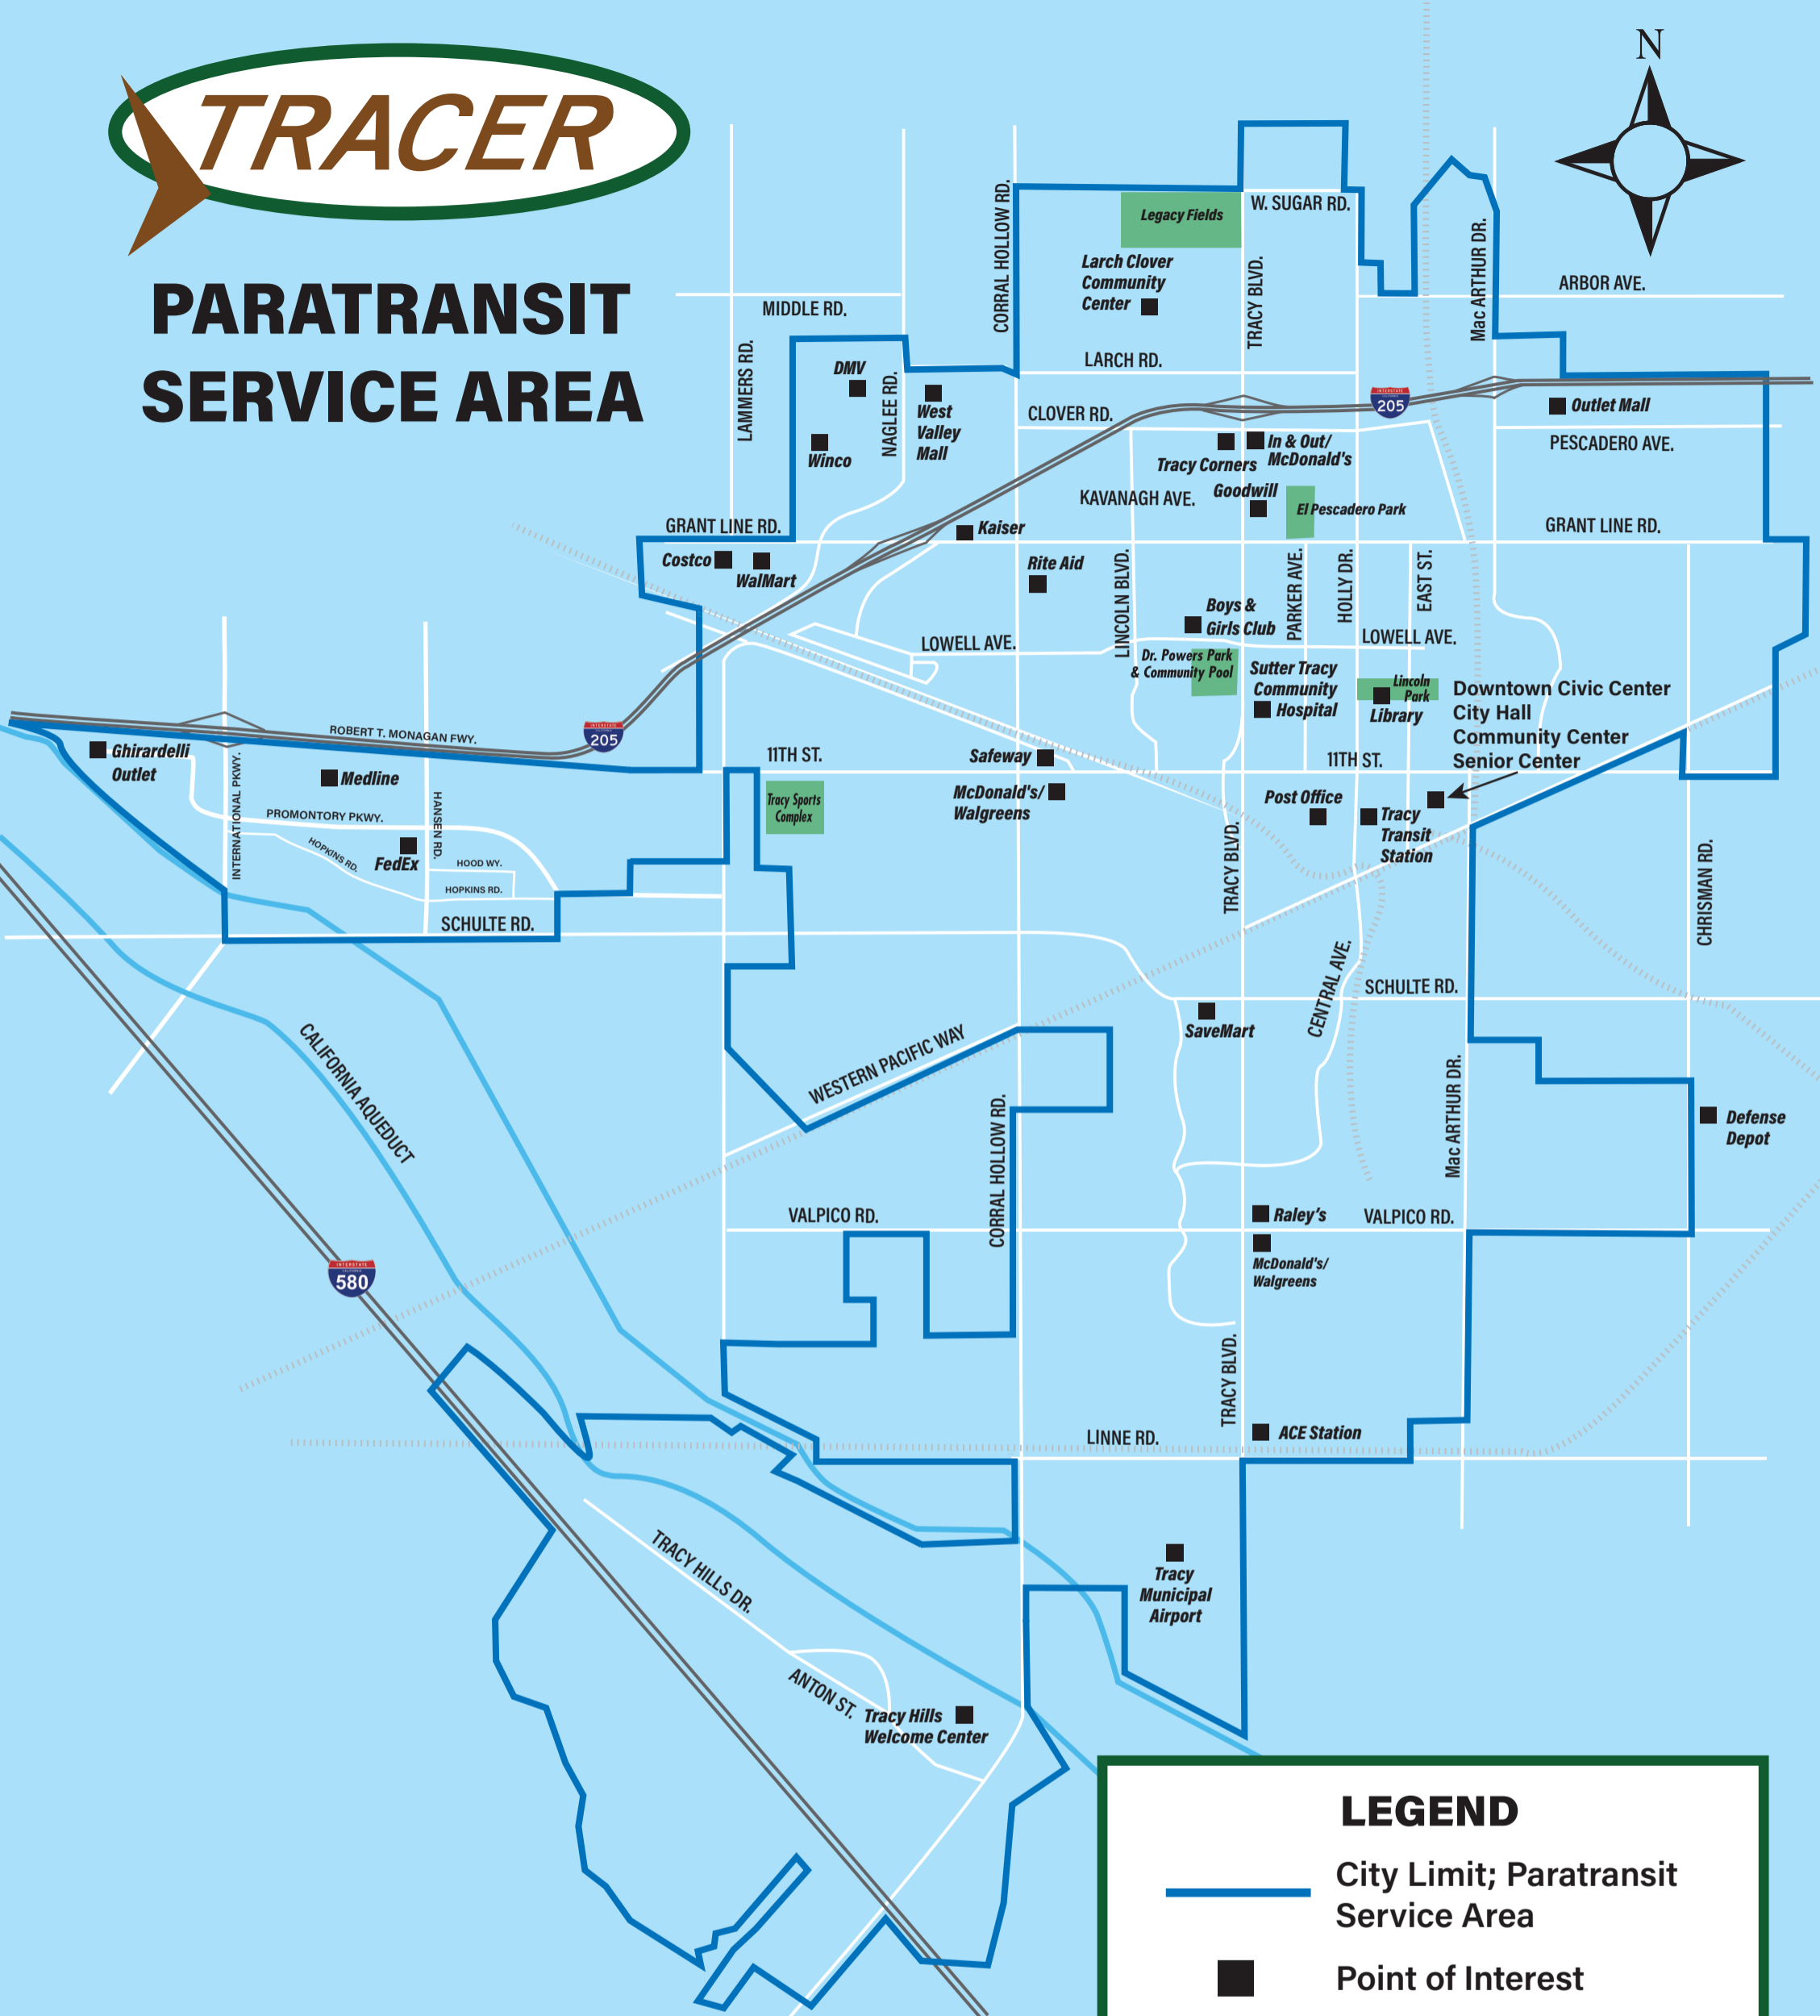 TRACER
PARATRANSIT
SERVICE AREA
N
W. SUGAR RD.
Legacy Fields
CORRAL HOLLOW RD.
Larch Clover
Community
Center
TRACY BLVD.
Mac ARTHUR DR.
ARBOR AVE.
MIDDLE RD.
LAMMERS RD.
DMV
NAGLEE RD.
West
Valley
Mall
Winco
LARCH RD.
CLOVER RD.
INTERSTATE
CALIFORNIA
205
Outlet Mall
PESCADERO AVE.
In & Out/
McDonald's
Tracy Corners
KAVANAGH AVE.
Goodwill
El Pescadero Park
GRANT LINE RD.
GRANT LINE RD.
Kaiser
Costco
WalMart
Rite Aid
LINCOLN BLVD.
PARKER AVE.
HOLLY DR.
EAST ST.
Boys &
Girls Club
LOWELL AVE.
LOWELL AVE.
Dr. Powers Park
& Community Pool
Sutter Tracy
Community
Hospital
Lincoln
Park
Library
Downtown Civic Center
City Hall
Community Center
Senior Center
INTERSTATE
CALIFORNIA
205
ROBERT T. MONAGAN FWY.
Ghirardelli
Outlet
INTERNATIONAL PKWY.
Medline
HANSEN RD.
PROMONTORY PKWY.
HOPKINS RD.
FedEx
HOOD WY.
HOPKINS RD.
SCHULTE RD.
11TH ST.
Tracy Sports
Complex
Safeway
McDonald's/
Walgreens
11TH ST.
Post Office
Tracy
Transit
Station
TRACY BLVD.
CHRISMAN RD.
CENTRAL AVE.
SCHULTE RD.
SaveMart
WESTERN PACIFIC WAY
CALIFORNIA AQUEDUCT
CORRAL HOLLOW RD.
Mac ARTHUR DR.
Defense
Depot
VALPICO RD.
Raley's
VALPICO RD.
McDonald's/
Walgreens
INTERSTATE
CALIFORNIA
580
TRACY BLVD.
LINNE RD.
ACE Station
Tracy
Municipal
Airport
TRACY HILLS DR.
ANTON ST.
Tracy Hills
Welcome Center
LEGEND
City Limit; Paratransit
Service Area
Point of Interest